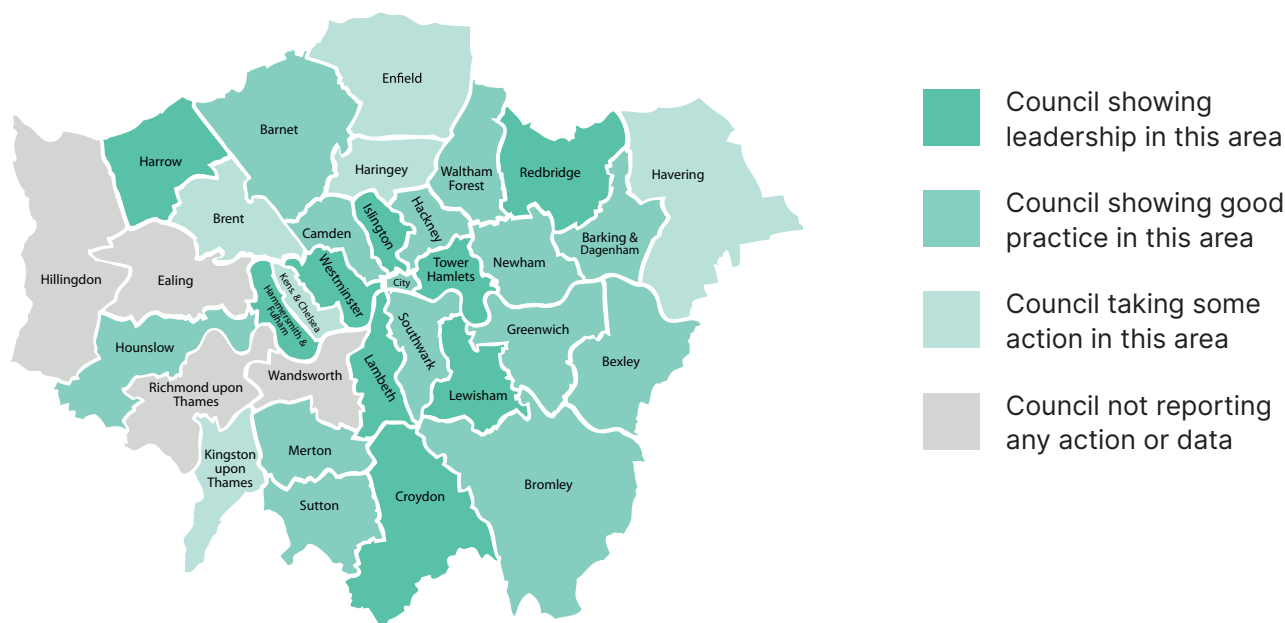 Enfield
Barnet
Harrow
Haringey
Waltham
Forest
Redbridge
Havering
Brent
Camden
Islington
Hackney
Barking &
Dagenham
Hillingdon
Ealing
Westminster
Kens. & Chelsea
Hammersmith &
Fulham
City
Tower
Hamlets
Newham
Hounslow
Richmond upon
Thames
Wandsworth
Lambeth
Southwark
Greenwich
Bexley
Lewisham
Kingston
upon
Thames
Merton
Sutton
Croydon
Bromley
Council showing
leadership in this area
Council showing good
practice in this area
Council taking some
action in this area
Council not reporting
any action or data